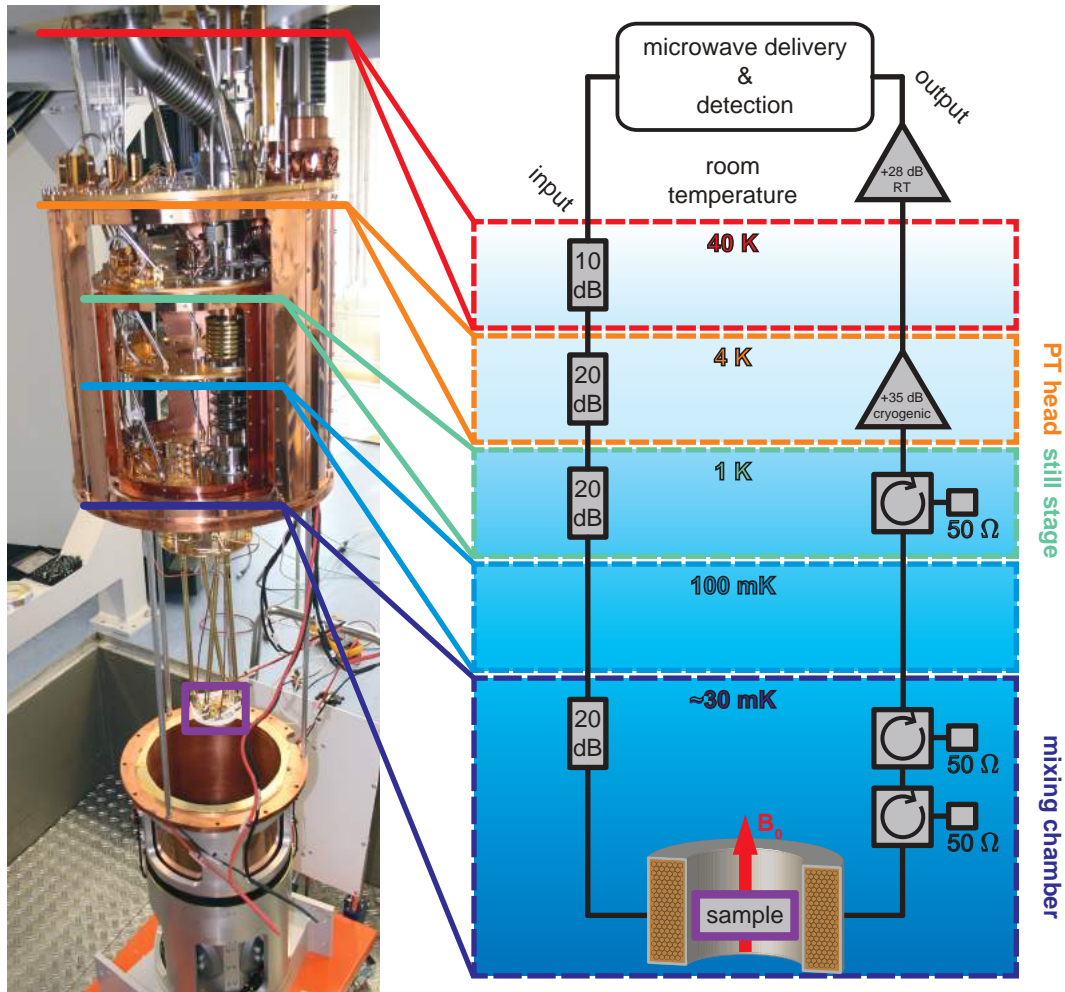 microwave delivery
&
detection
input
output
room
temperature
+28 dB
RT
40 K
10
dB
4 K
20
dB
+35 dB
cryogenic
PT head
1 K
20
dB
50 Ω
still stage
100 mK
~30 mK
20
dB
50 Ω
50 Ω
B₀
sample
mixing chamber